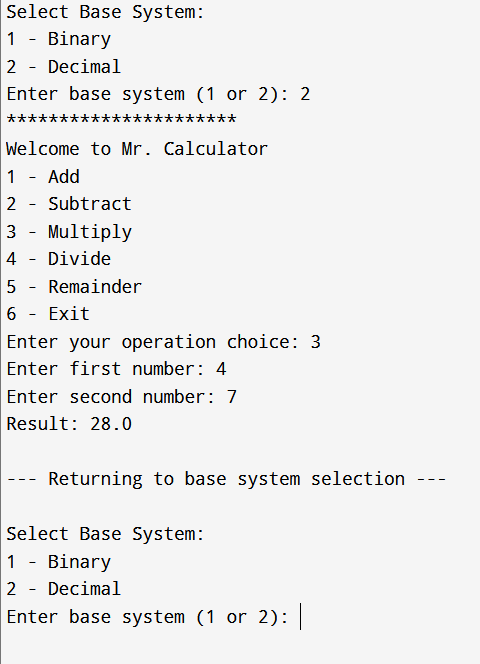 Select Base System:
1 - Binary
2 - Decimal
Enter base system (1 or 2): 2
**********************
Welcome to Mr. Calculator
1 - Add
2 - Subtract
3 - Multiply
4 - Divide
5 - Remainder
6 - Exit
Enter your operation choice: 3
Enter first number: 4
Enter second number: 7
Result: 28.0
--- Returning to base system selection ---
Select Base System:
1 - Binary
2 - Decimal
Enter base system (1 or 2):